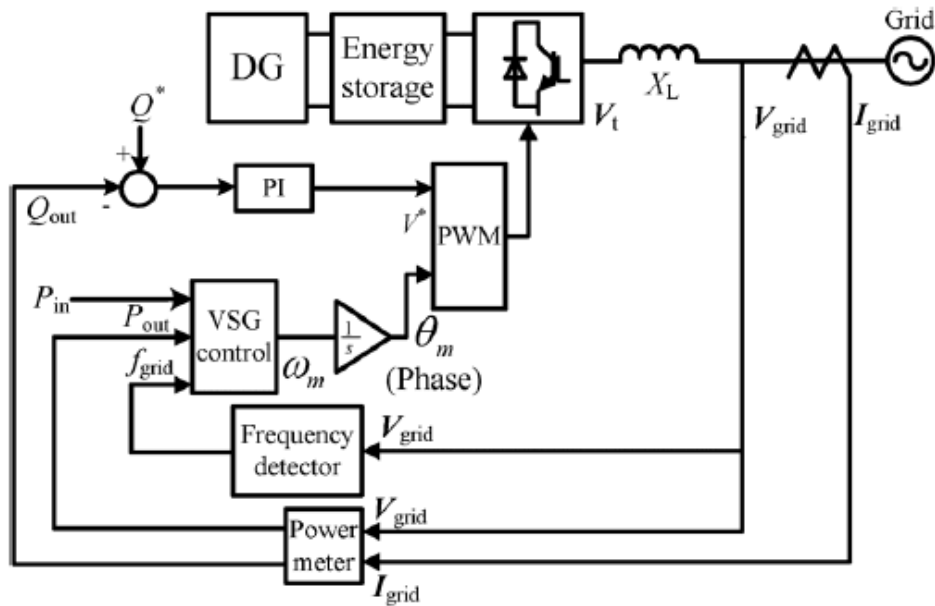 Grid
DG
Energy
storage
X_L
V_t
V_grid
I_grid
Q*
+
-
Q_out
PI
V*
PWM
P_in
P_out
f_grid
VSG
control
ω_m
1/s
θ_m
(Phase)
Frequency
detector
V_grid
Power
meter
V_grid
I_grid